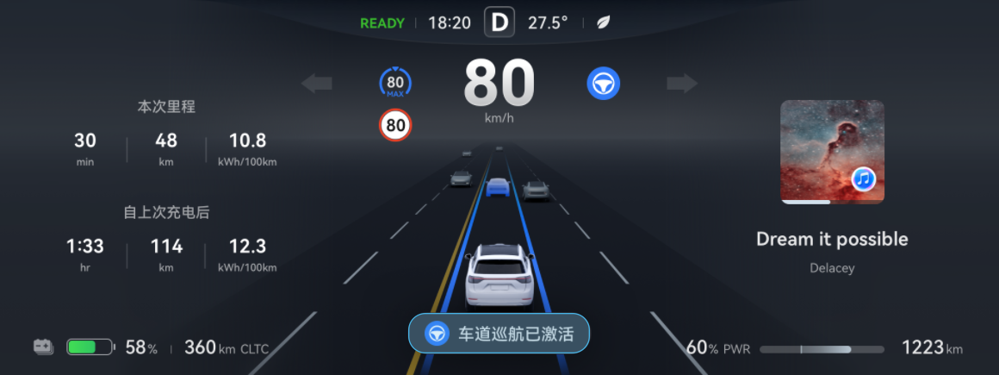 READY 18:20 D 27.5°
80 MAX
80
km/h
80
本次里程
30 48 10.8
min km kWh/100km
自上次充电后
1:33 114 12.3
hr km kWh/100km
Dream it possible
Delacey
车道巡航已激活
58% 360 km CLTC
60% PWR 1223 km